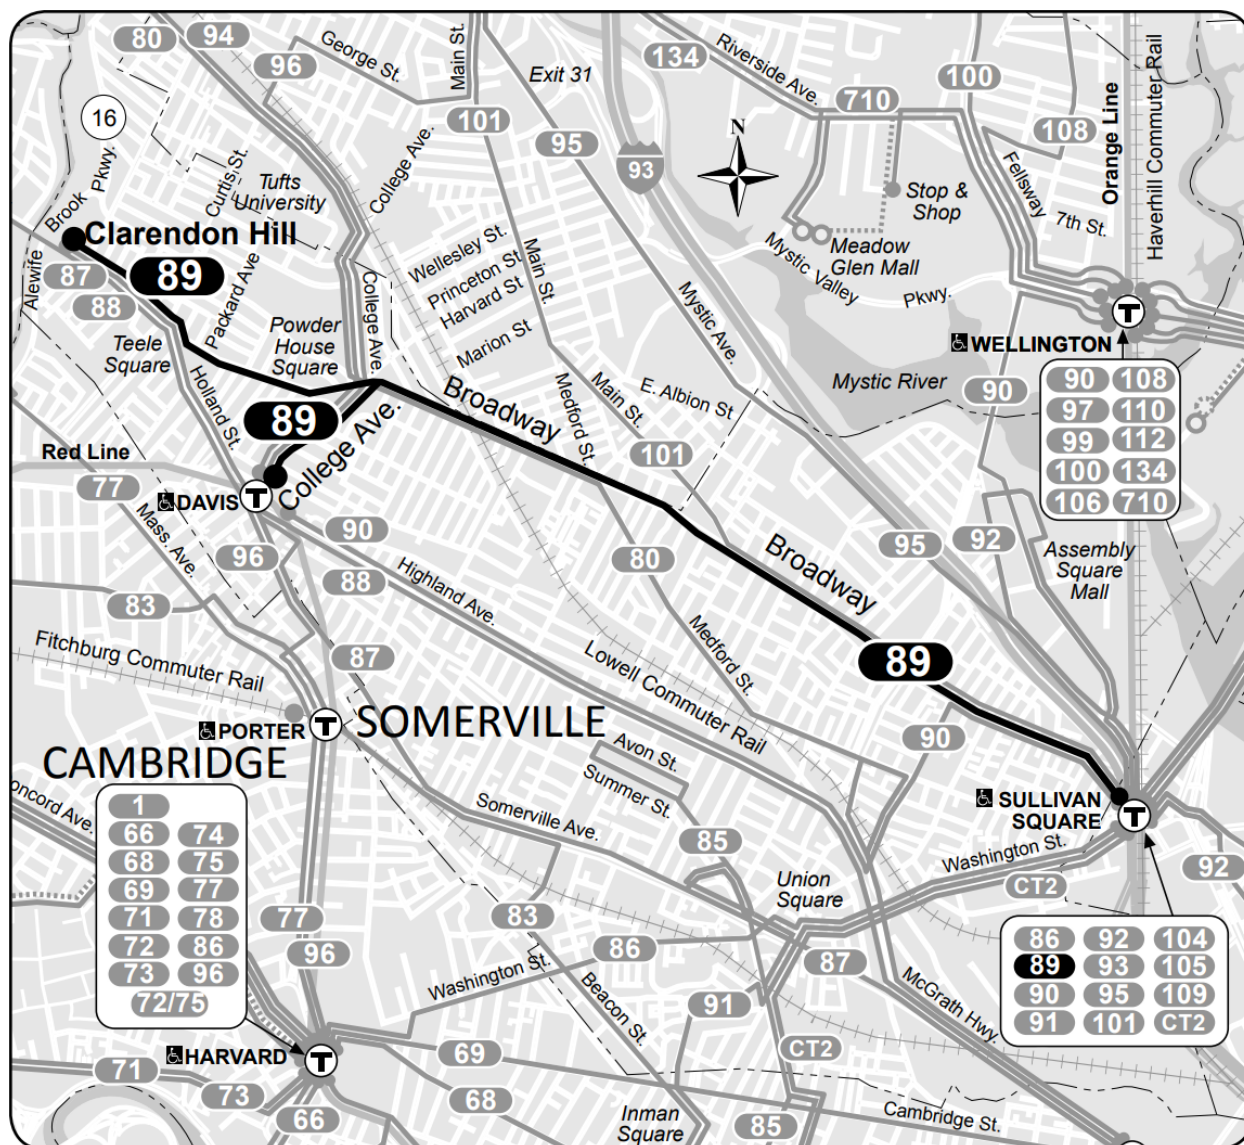 80
94
96
George St.
Main St.
Exit 31
134
Riverside Ave.
710
100
108
Orange Line
Haverhill Commuter Rail
16
101
95
93
N
Brook
Pkwy.
Curtis St.
Tufts
University
College Ave.
Stop &
Shop
Fellsway
7th St.
Clarendon Hill
89
87
88
Alewife
Packard Ave
Wellesley St.
Princeton St
Harvard St
Marion St
Main St.
Mystic Ave.
Meadow
Glen Mall
Mystic Valley
Pkwy.
T
WELLINGTON
Teele
Square
Powder
House
Square
College Ave.
Mystic River
90
90 108
97 110
99 112
100 134
106 710
Holland St.
89
College Ave.
Broadway
Medford St.
Main St.
E. Albion St
101
Red Line
77
DAVIS
T
Mass. Ave.
96
90
88
Highland Ave.
80
Broadway
95
92
Assembly
Square
Mall
83
Fitchburg Commuter Rail
87
Medford St.
89
Lowell Commuter Rail
PORTER
T
SOMERVILLE
CAMBRIDGE
90
Avon St.
Summer St.
SULLIVAN
SQUARE
T
oncord Ave.
1
66 74
68 75
69 77
71 78
72 86
73 96
72/75
Somerville Ave.
85
Washington St.
92
CT2
Union
Square
77
96
83
86
87
Washington St.
Beacon St.
91
McGrath Hwy.
86 92 104
89 93 105
90 95 109
91 101 CT2
HARVARD
T
71
73
66
69
68
CT2
Inman
Square
85
Cambridge St.